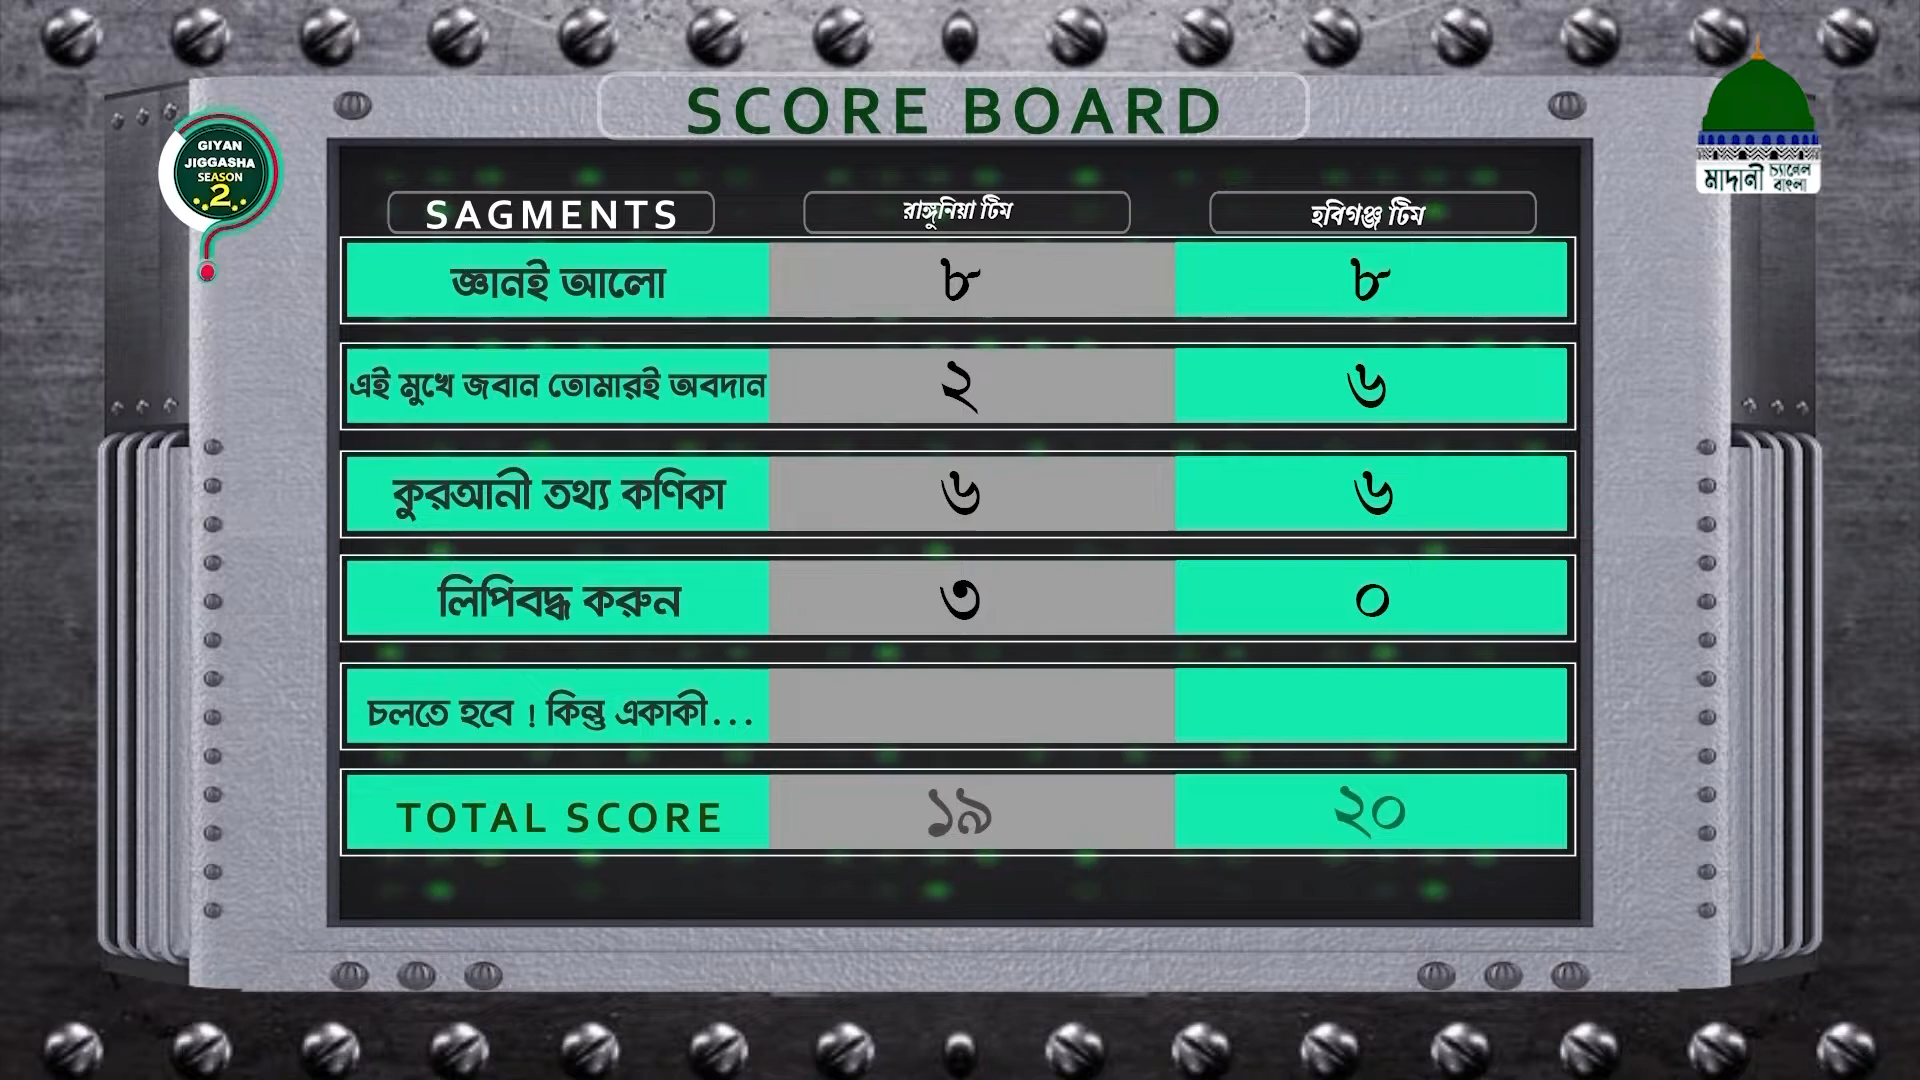 SCORE BOARD
GIYAN
JIGGASHA
SEASON
2
মাদানী চ্যানেল বাংলা
SAGMENTS রাঙ্গুনিয়া টিম হবিগঞ্জ টিম
জ্ঞানই আলো ৮ ৮
এই মুখে জবান তোমারই অবদান ২ ৬
কুরআনী তথ্য কণিকা ৬ ৬
লিপিবদ্ধ করুন ৩ ০
চলতে হবে ! কিন্তু একাকী...
TOTAL SCORE ১৯ ২০